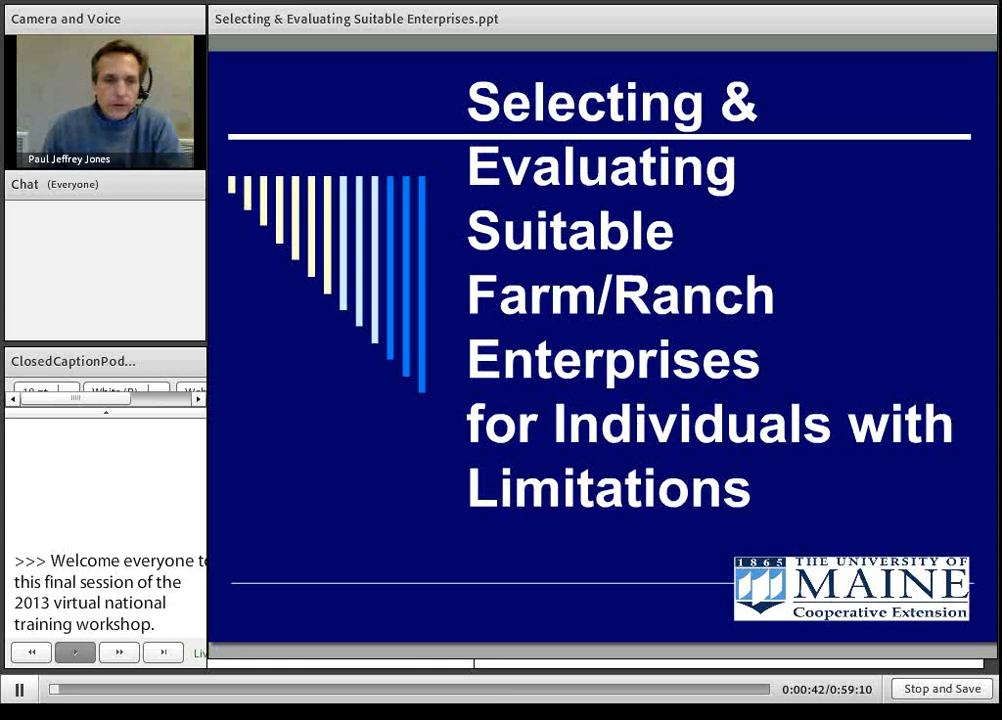 Camera and Voice
Selecting & Evaluating Suitable Enterprises.ppt
Paul Jeffrey Jones
Chat (Everyone)
ClosedCaptionPod...
Selecting &
Evaluating
Suitable
Farm/Ranch
Enterprises
for Individuals with
Limitations
>>> Welcome everyone to
this final session of the
2013 virtual national
training workshop.
1865 THE UNIVERSITY OF
MAINE
Cooperative Extension
0:00:42/0:59:10
Stop and Save